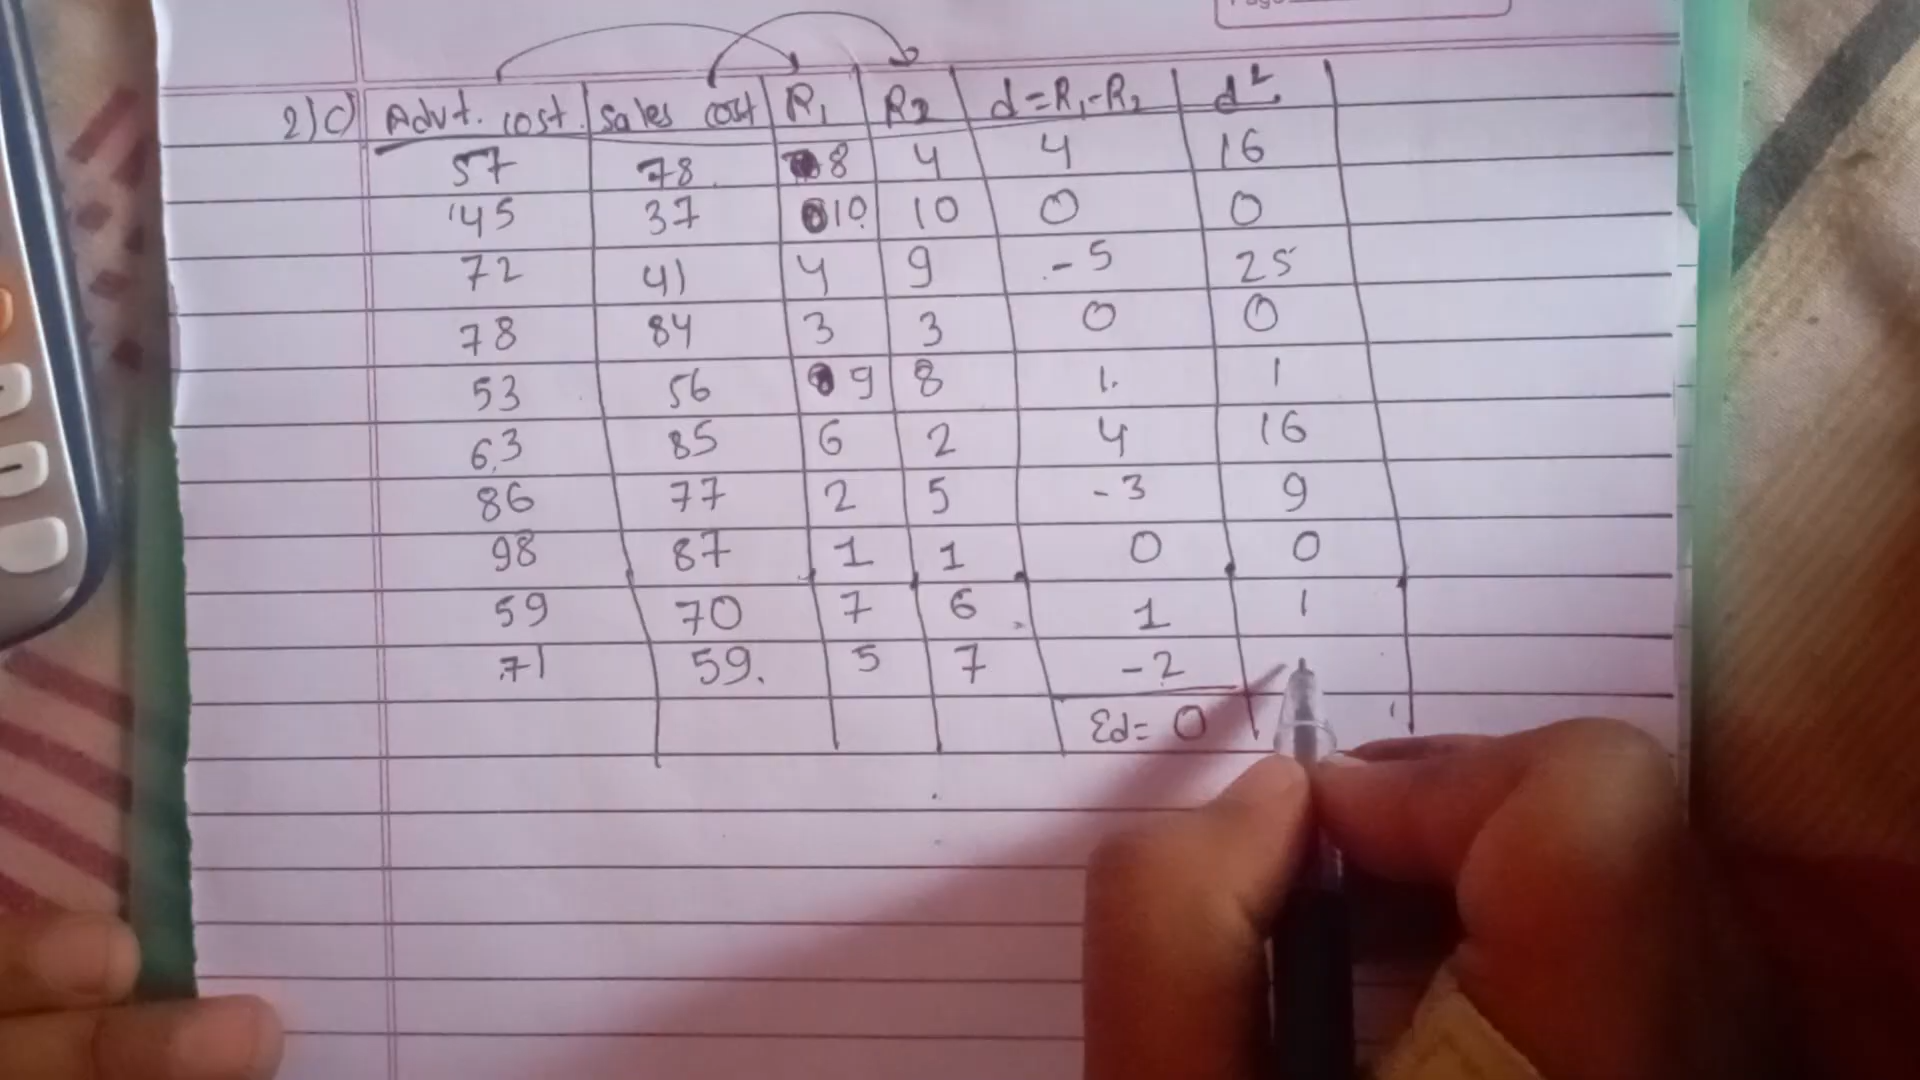 Page
2)C) Advt. cost. Sales cost R1 R2 d=R1-R2 d²
57 78. 8 4 4 16
45 37 10 10 0 0
72 41 4 9 -5 25
78 84 3 3 0 0
53 56 9 8 1. 1
63 85 6 2 4 16
86 77 2 5 -3 9
98 87 1 1 0 0
59 70 7 6 1 1
71 59. 5 7 -2
Σd= 0